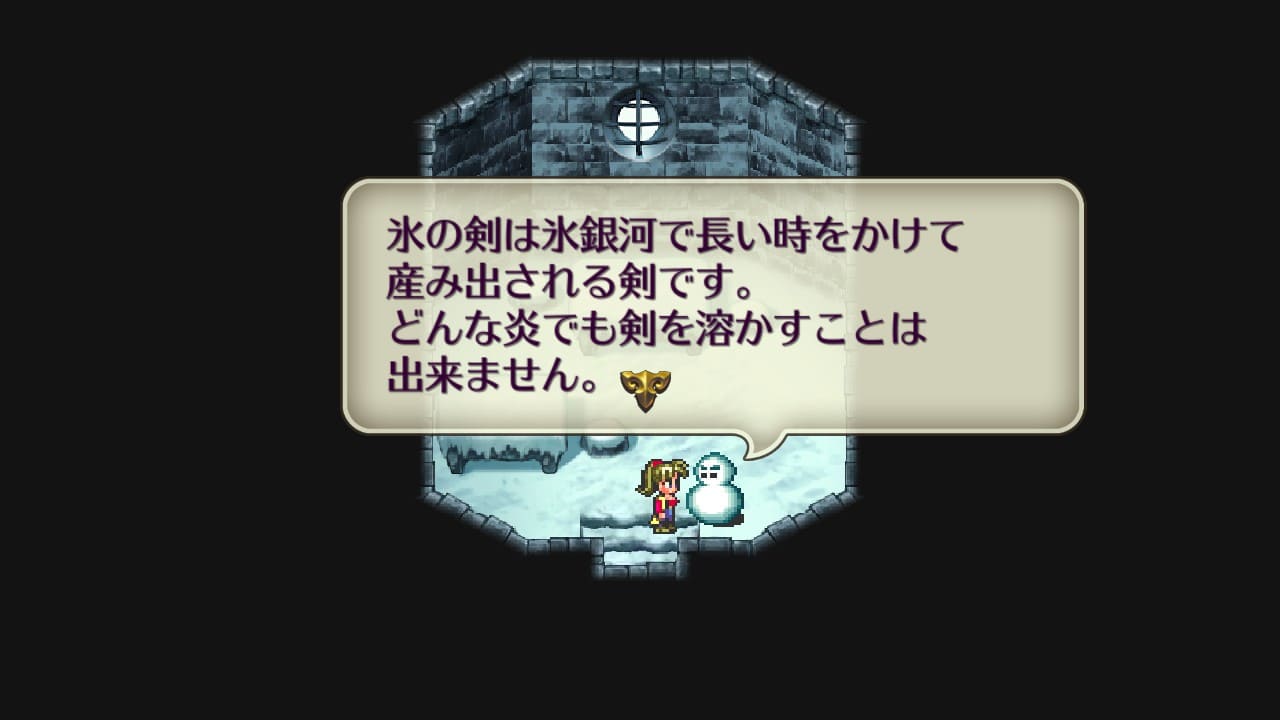 氷の剣は氷銀河で長い時をかけて
産み出される剣です。
どんな炎でも剣を溶かすことは
出来ません。